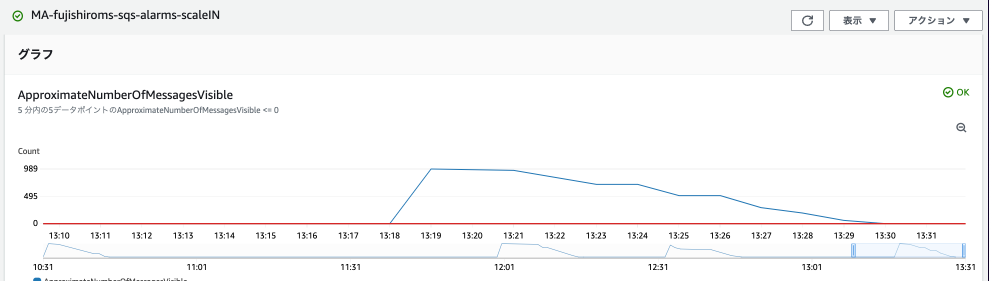 MA-fujishiroms-sqs-alarms-scaleIN
表示 ▼
アクション ▼
グラフ
ApproximateNumberOfMessagesVisible
5 分内の5データポイントのApproximateNumberOfMessagesVisible <= 0
OK
Count
989
495
0
13:10 13:11 13:12 13:13 13:14 13:15 13:16 13:17 13:18 13:19 13:20 13:21 13:22 13:23 13:24 13:25 13:26 13:27 13:28 13:29 13:30 13:31
10:31 11:01 11:31 12:01 12:31 13:01 13:31
ApproximateNumberOfMessagesVisible